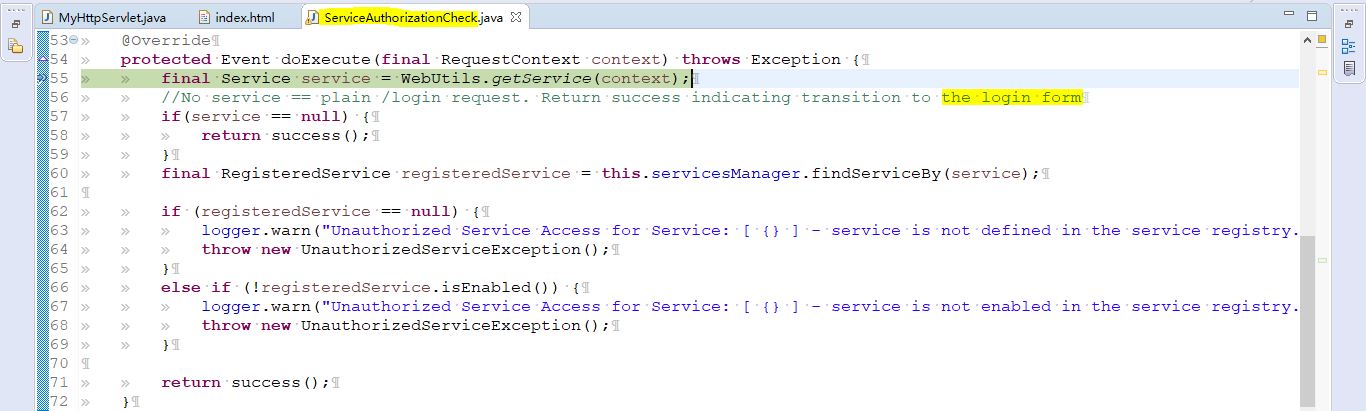 MyHttpServlet.java index.html ServiceAuthorizationCheck.java
53 @Override
54 protected Event doExecute(final RequestContext context) throws Exception {
55 final Service service = WebUtils.getService(context);
56 //No service == plain /login request. Return success indicating transition to the login form
57 if(service == null) {
58 return success();
59 }
60 final RegisteredService registeredService = this.servicesManager.findServiceBy(service);
61
62 if (registeredService == null) {
63 logger.warn("Unauthorized Service Access for Service: [ {} ] - service is not defined in the service registry.
64 throw new UnauthorizedServiceException();
65 }
66 else if (!registeredService.isEnabled()) {
67 logger.warn("Unauthorized Service Access for Service: [ {} ] - service is not enabled in the service registry.
68 throw new UnauthorizedServiceException();
69 }
70
71 return success();
72 }